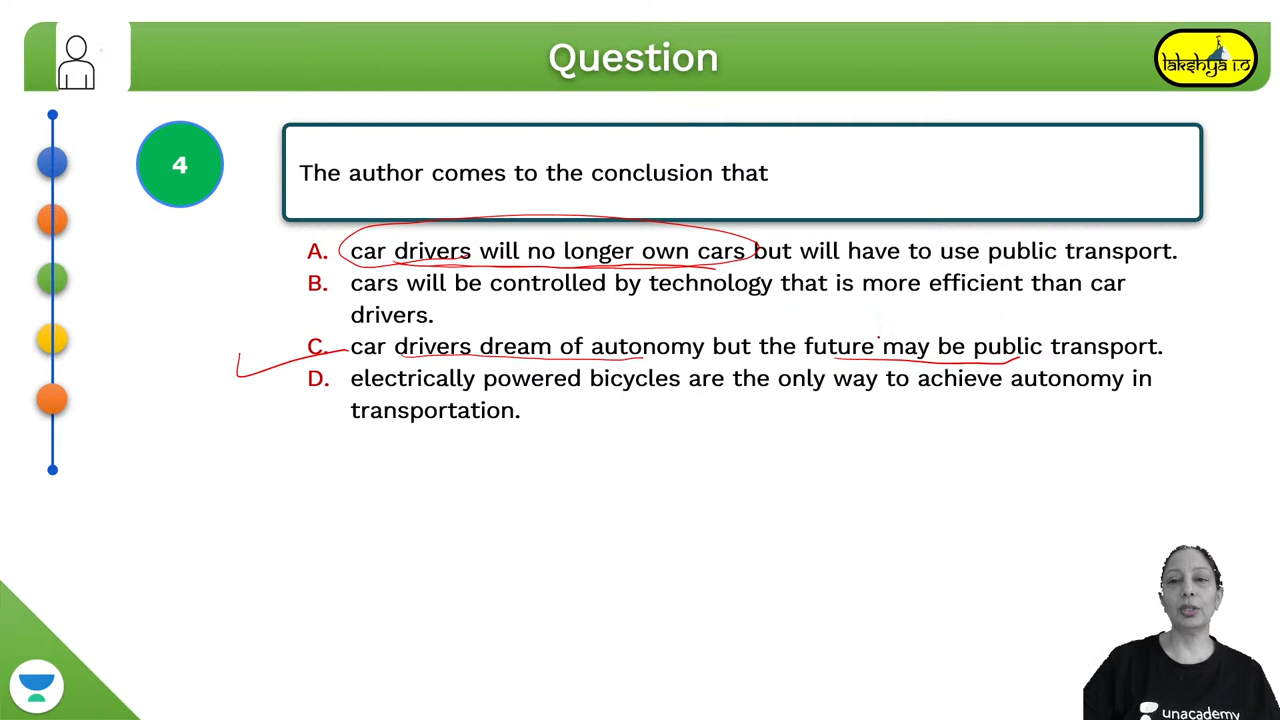 Question
lakshya 1.0
4
The author comes to the conclusion that
A. car drivers will no longer own cars but will have to use public transport.
B. cars will be controlled by technology that is more efficient than car
drivers.
C. car drivers dream of autonomy but the future may be public transport.
D. electrically powered bicycles are the only way to achieve autonomy in
transportation.
unacademy